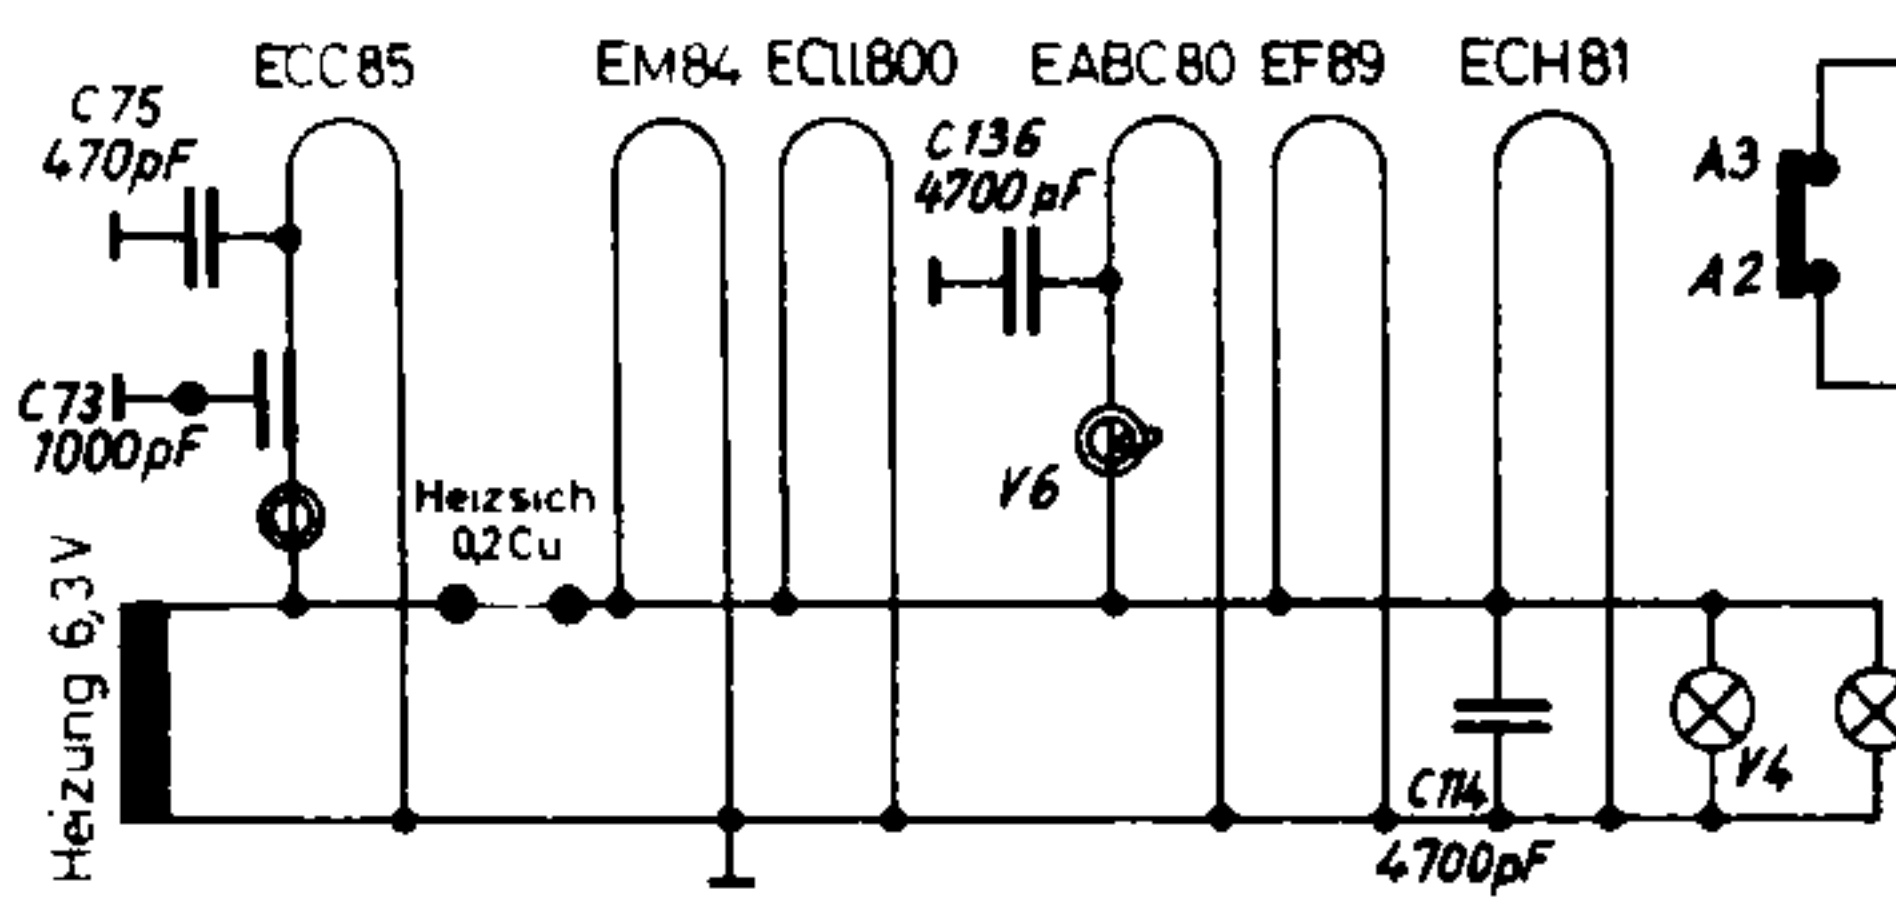 ECC85
EM84
ECLL800
EABC80
EF89
ECH81
C75
470pF
C136
4700pF
A3
A2
C73
1000pF
V6
Heizsich
0,2Cu
Heizung 6,3V
V4
C114
4700pF